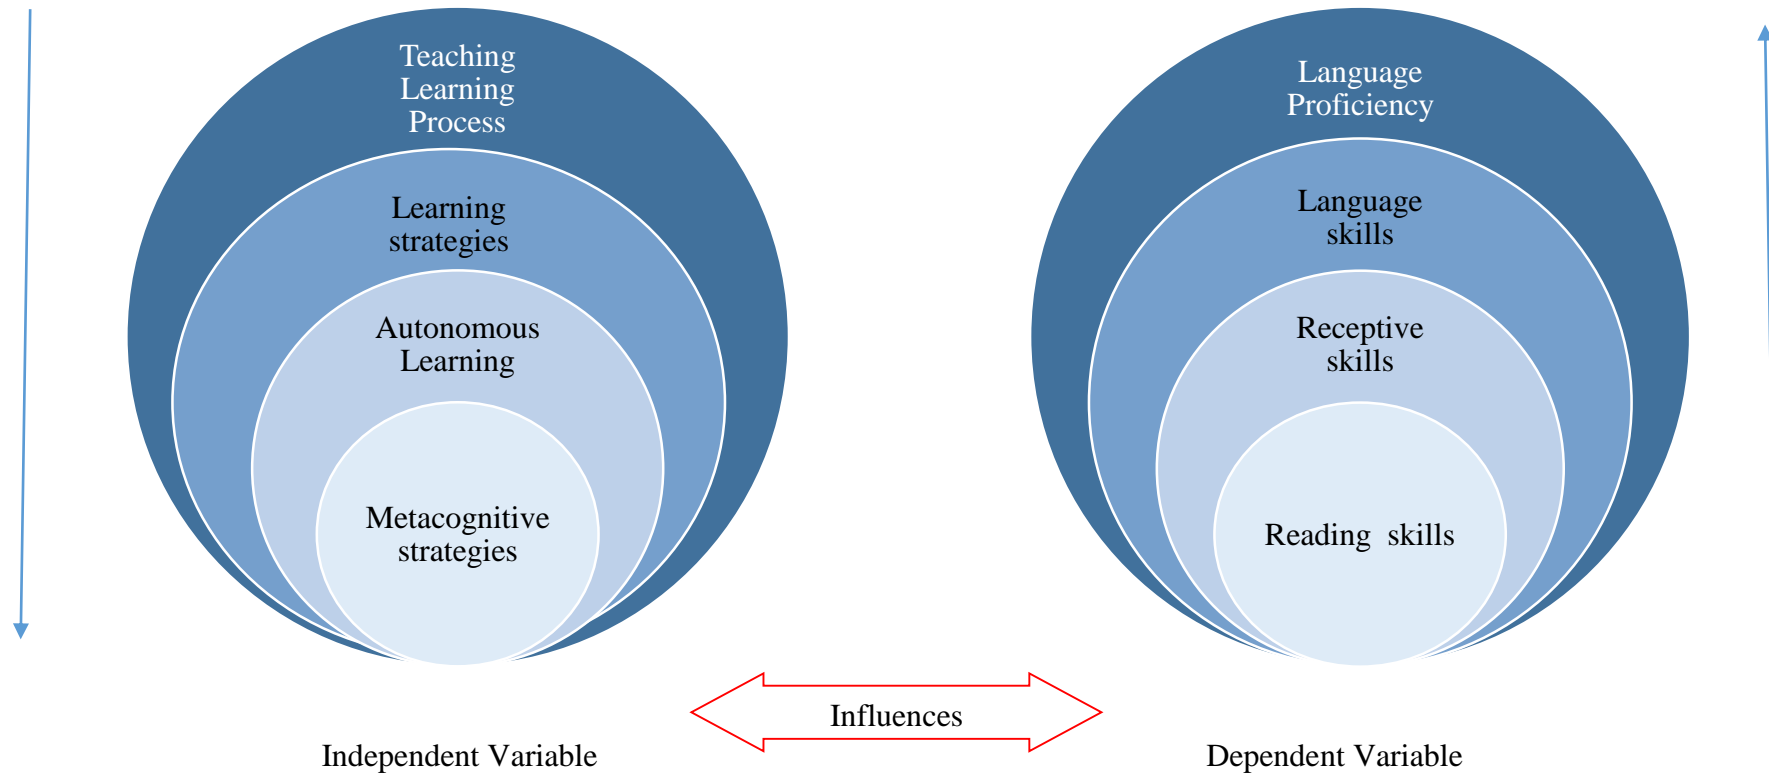 Teaching
Learning
Process
Learning
strategies
Autonomous
Learning
Metacognitive
strategies
Language
Proficiency
Language
skills
Receptive
skills
Reading skills
Influences
Independent Variable
Dependent Variable